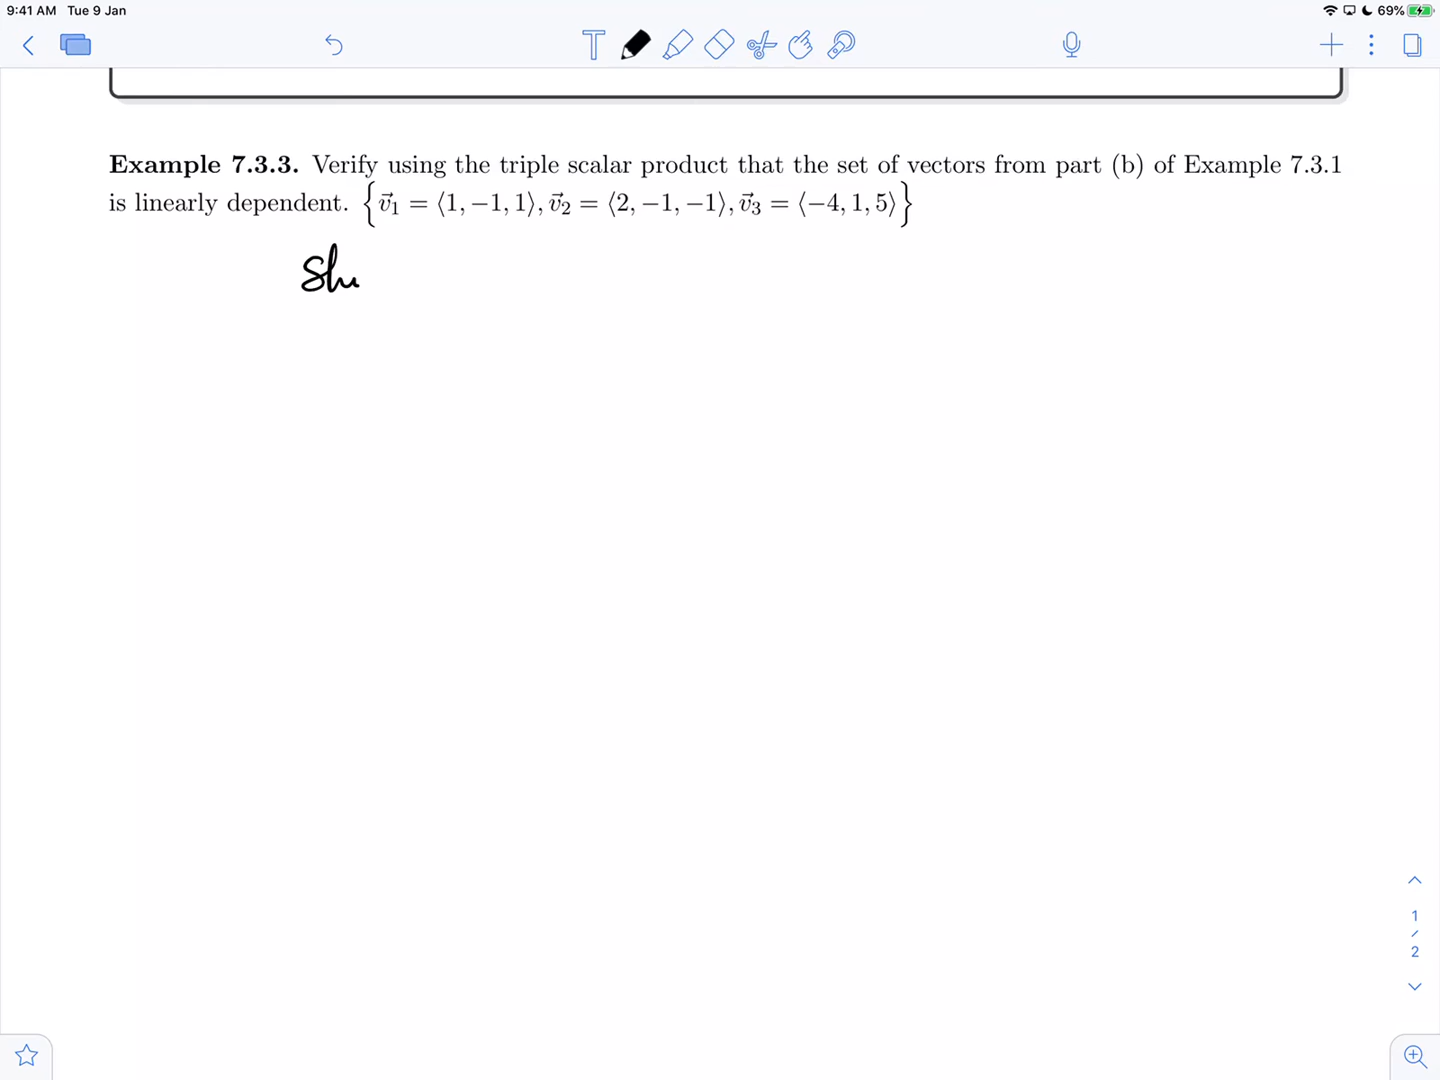 9:41 AM Tue 9 Jan
69%
Example 7.3.3. Verify using the triple scalar product that the set of vectors from part (b) of Example 7.3.1
is linearly dependent. {v⃗₁ = ⟨1, −1, 1⟩, v⃗₂ = ⟨2, −1, −1⟩, v⃗₃ = ⟨−4, 1, 5⟩}
1
/
2